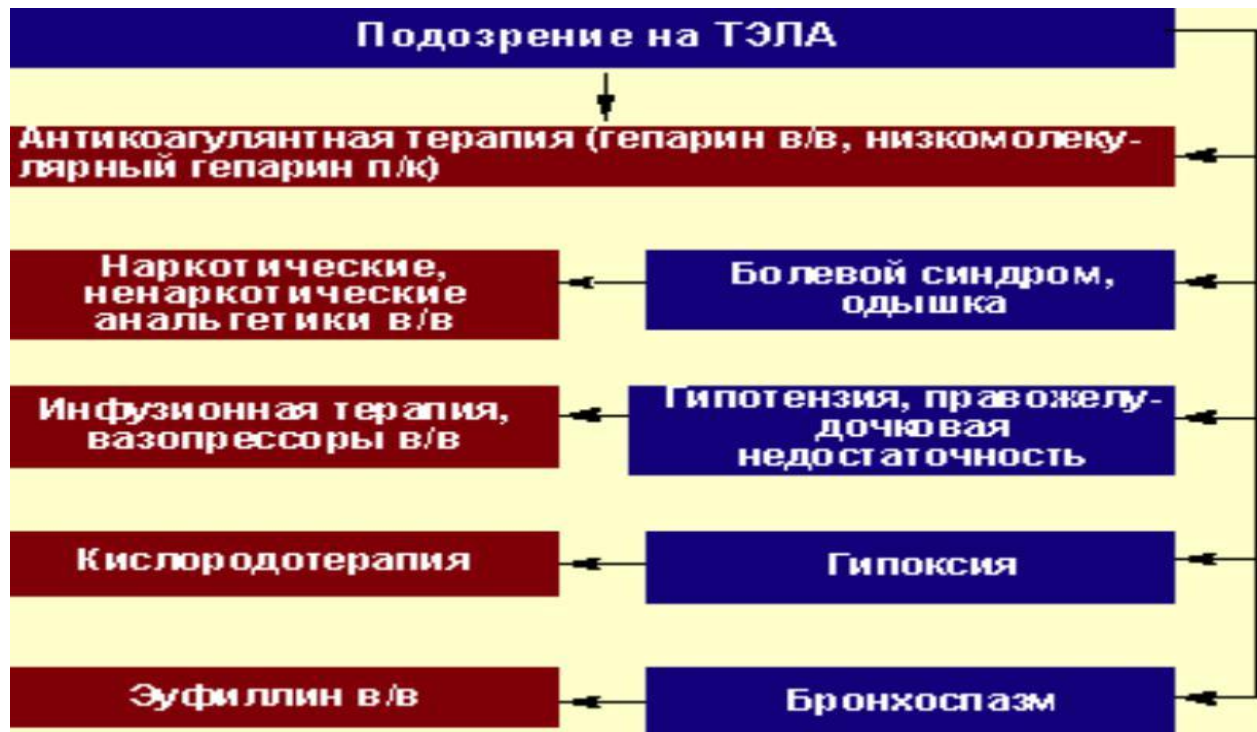 Подозрение на ТЭЛА
Антикоагулянтная терапия (гепарин в/в, низкомолеку-
лярный гепарин п/к)
Наркотические,
ненаркотические
анальгетики в/в
Болевой синдром,
одышка
Инфузионная терапия,
вазопрессоры в/в
Гипотензия, правожелу-
дочковая
недостаточность
Кислородотерапия
Гипоксия
Эуфиллин в/в
Бронхоспазм